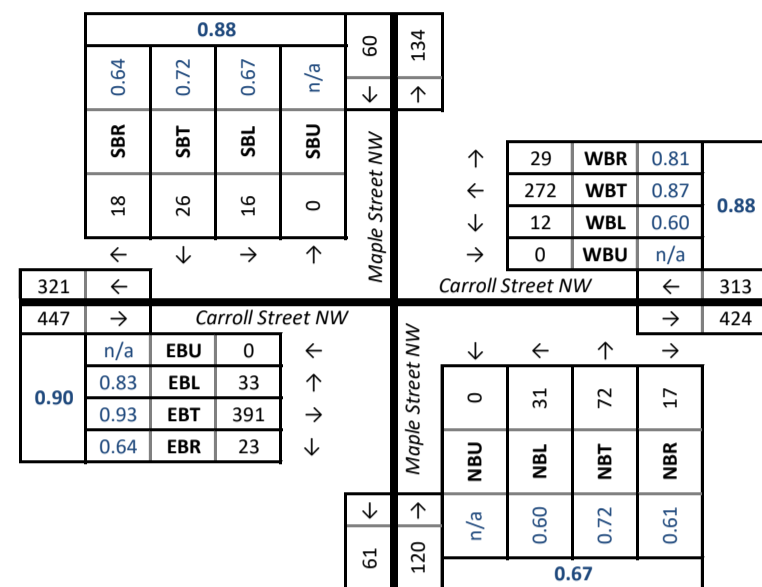 0.88
0.64 0.72 0.67 n/a
SBR SBT SBL SBU
18 26 16 0
← ↓ → ↑
60 134
↓ ↑
Maple Street NW
↑ 29 WBR 0.81
← 272 WBT 0.87
↓ 12 WBL 0.60
→ 0 WBU n/a
0.88
321 ←
Carroll Street NW
← 313
447 →
Carroll Street NW
→ 424
0.90
n/a EBU 0 ←
0.83 EBL 33 ↑
0.93 EBT 391 →
0.64 EBR 23 ↓
Maple Street NW
↓ ← ↑ →
0 31 72 17
NBU NBL NBT NBR
n/a 0.60 0.72 0.61
0.67
↓ ↑
61 120